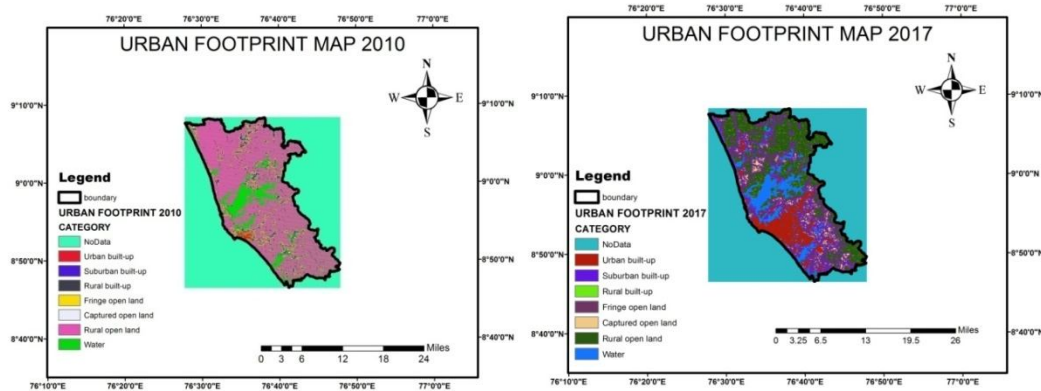 76°20'0"E 76°30'0"E 76°40'0"E 76°50'0"E 77°0'0"E
URBAN FOOTPRINT MAP 2010
N
W E
S
9°10'0"N 9°10'0"N
9°0'0"N 9°0'0"N
8°50'0"N 8°50'0"N
8°40'0"N
Legend
boundary
URBAN FOOTPRINT 2010
CATEGORY
NoData
Urban built-up
Suburban built-up
Rural built-up
Fringe open land
Captured open land
Rural open land
Water
Miles
0 3 6 12 18 24
76°10'0"E 76°20'0"E 76°30'0"E 76°40'0"E 76°50'0"E 77°0'0"E
76°20'0"E 76°30'0"E 76°40'0"E 76°50'0"E 77°0'0"E
URBAN FOOTPRINT MAP 2017
N
W E
S
9°10'0"N 9°10'0"N
9°0'0"N 9°0'0"N
8°50'0"N 8°50'0"N
8°40'0"N 8°40'0"N
Legend
boundary
URBAN FOOTPRINT 2017
CATEGORY
NoData
Urban built-up
Suburban built-up
Rural built-up
Fringe open land
Captured open land
Rural open land
Water
Miles
0 3.25 6.5 13 19.5 26
76°10'0"E 76°20'0"E 76°30'0"E 76°40'0"E 76°50'0"E 77°0'0"E